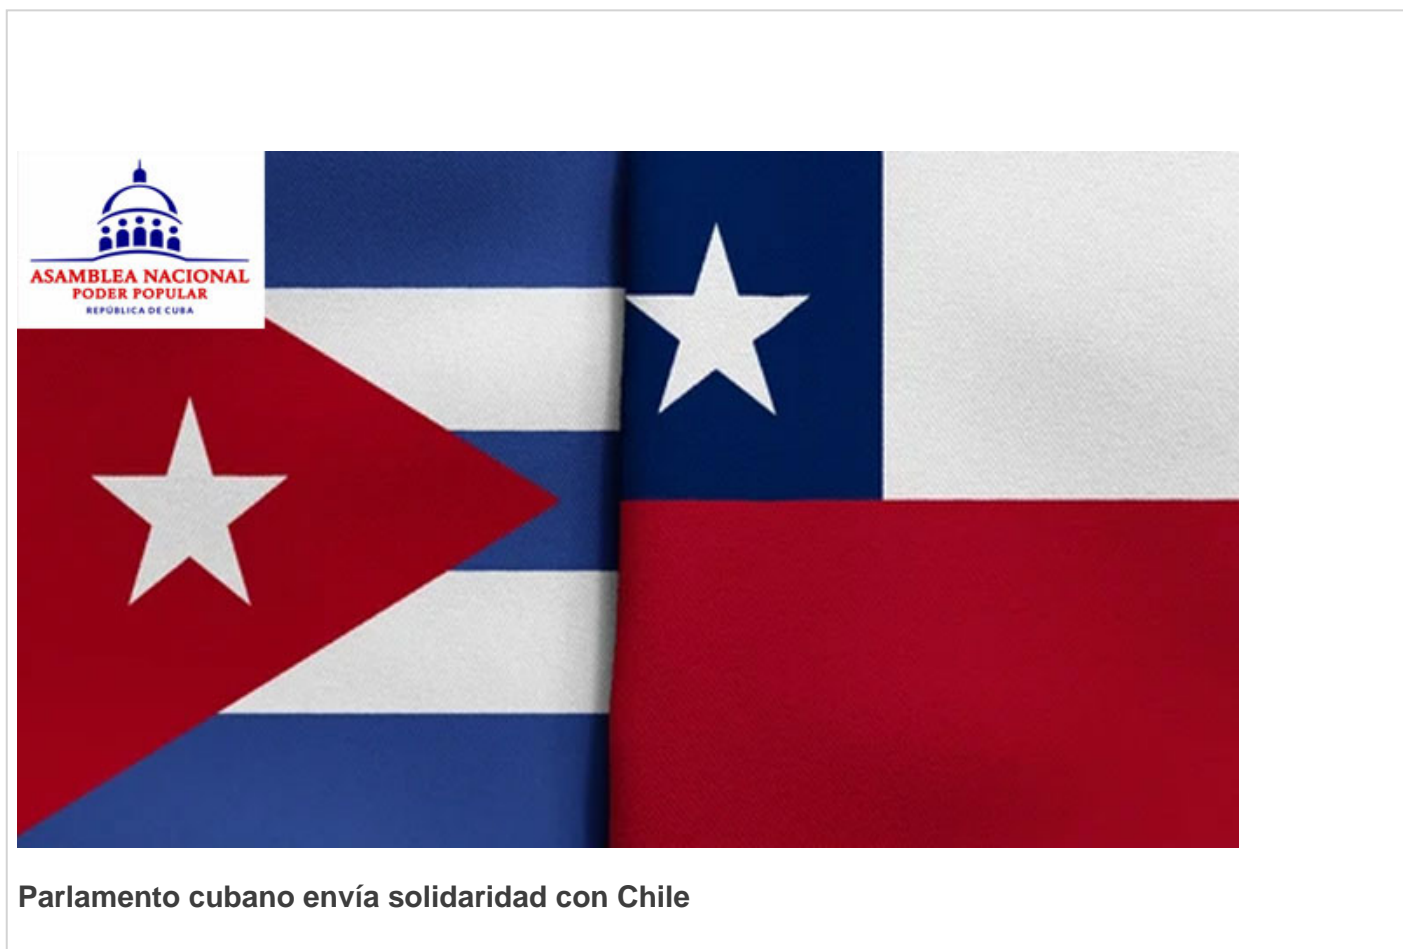 ASAMBLEA NACIONAL
PODER POPULAR
REPÚBLICA DE CUBA
Parlamento cubano envía solidaridad con Chile